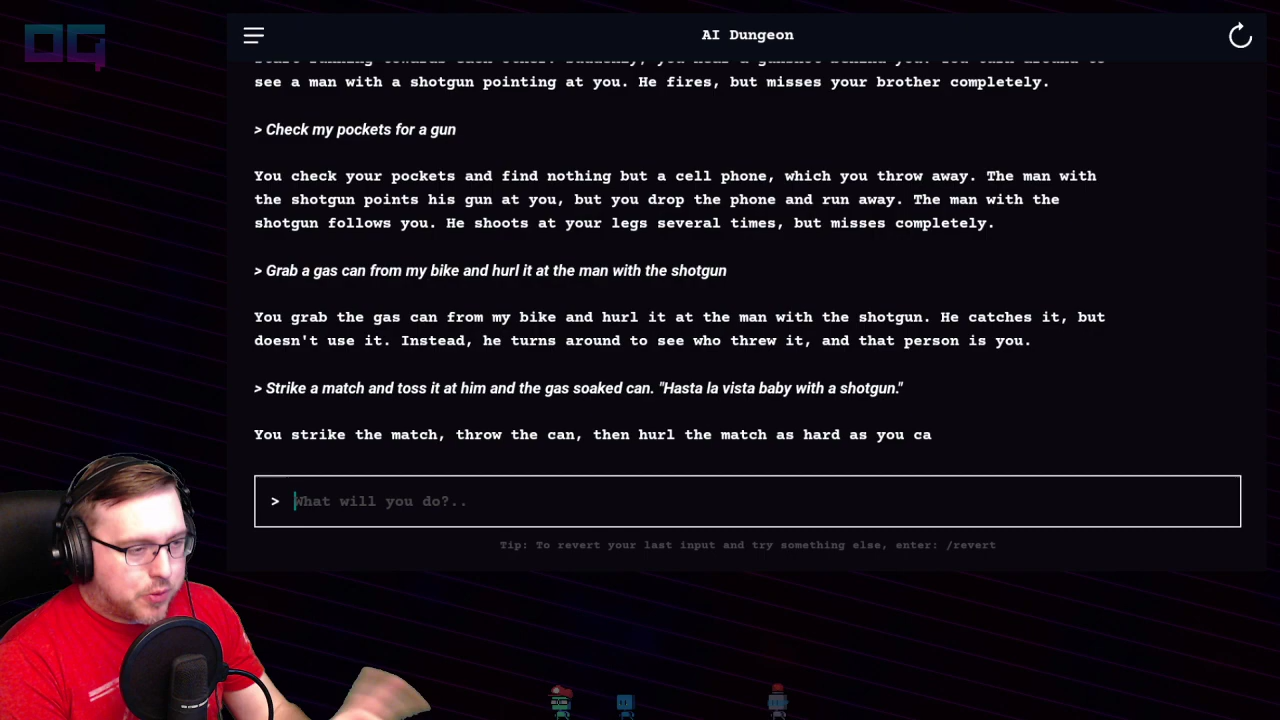 OG
AI Dungeon
see a man with a shotgun pointing at you. He fires, but misses your brother completely.
> Check my pockets for a gun
You check your pockets and find nothing but a cell phone, which you throw away. The man with
the shotgun points his gun at you, but you drop the phone and run away. The man with the
shotgun follows you. He shoots at your legs several times, but misses completely.
> Grab a gas can from my bike and hurl it at the man with the shotgun
You grab the gas can from my bike and hurl it at the man with the shotgun. He catches it, but
doesn't use it. Instead, he turns around to see who threw it, and that person is you.
> Strike a match and toss it at him and the gas soaked can. "Hasta la vista baby with a shotgun."
You strike the match, throw the can, then hurl the match as hard as you ca
> What will you do?..
Tip: To revert your last input and try something else, enter: /revert